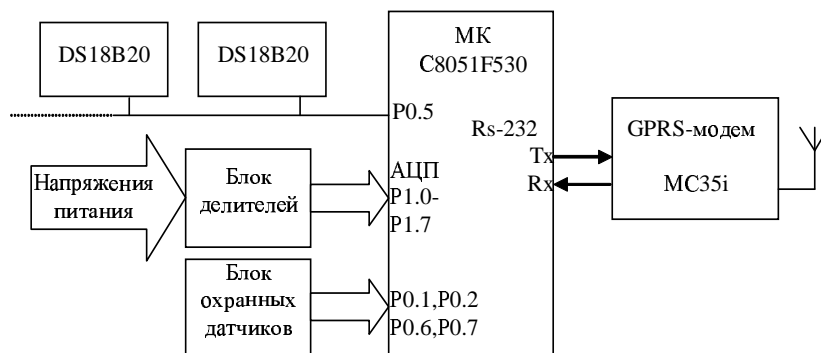 DS18B20
DS18B20
МК
C8051F530
P0.5
Rs-232
Tx
Rx
GPRS-модем
MC35i
Напряжения
питания
Блок
делителей
АЦП
P1.0-
P1.7
Блок
охранных
датчиков
P0.1,P0.2
P0.6,P0.7